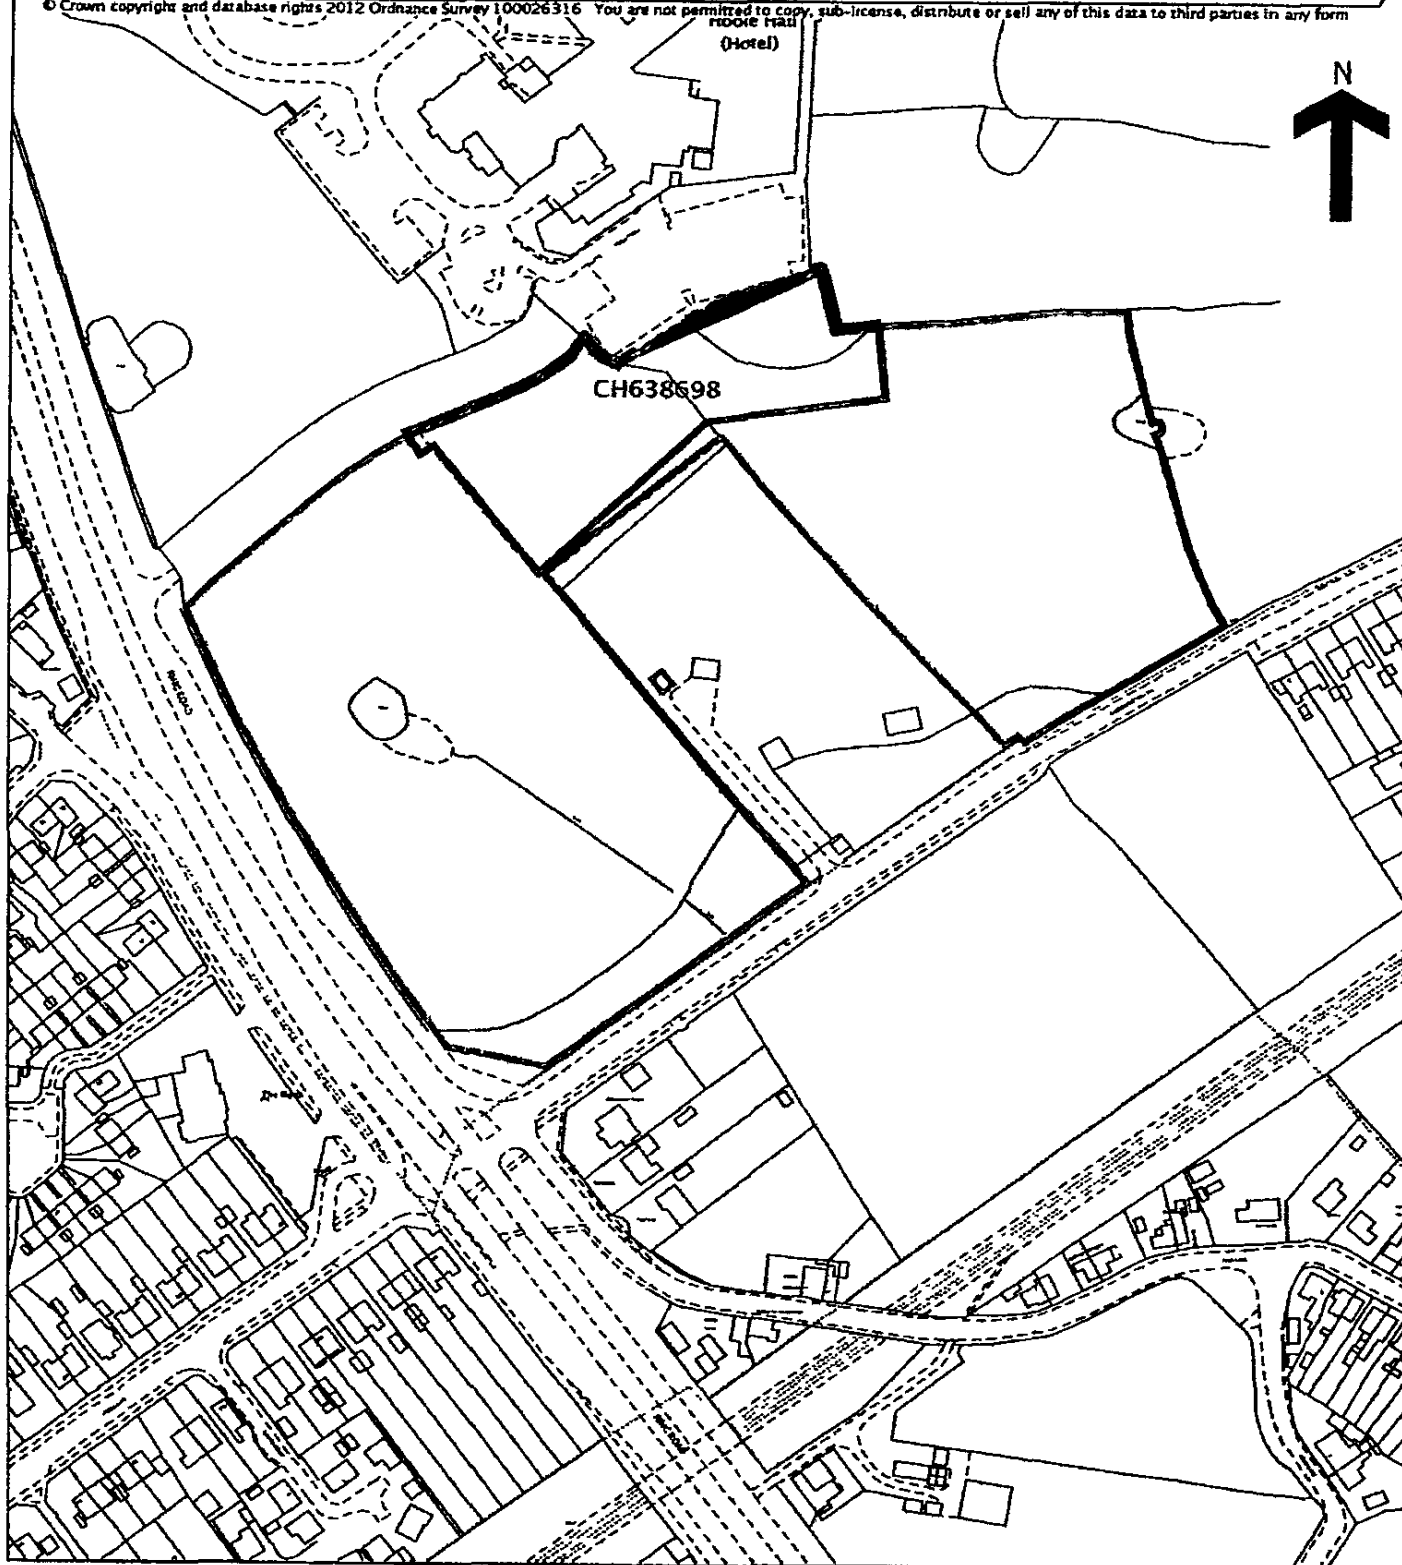 © Crown copyright and database rights 2012 Ordnance Survey 100026316 You are not permitted to copy, sub-license, distribute or sell any of this data to third parties in any form
Hoole Hall
(Hotel)
N
CH638698